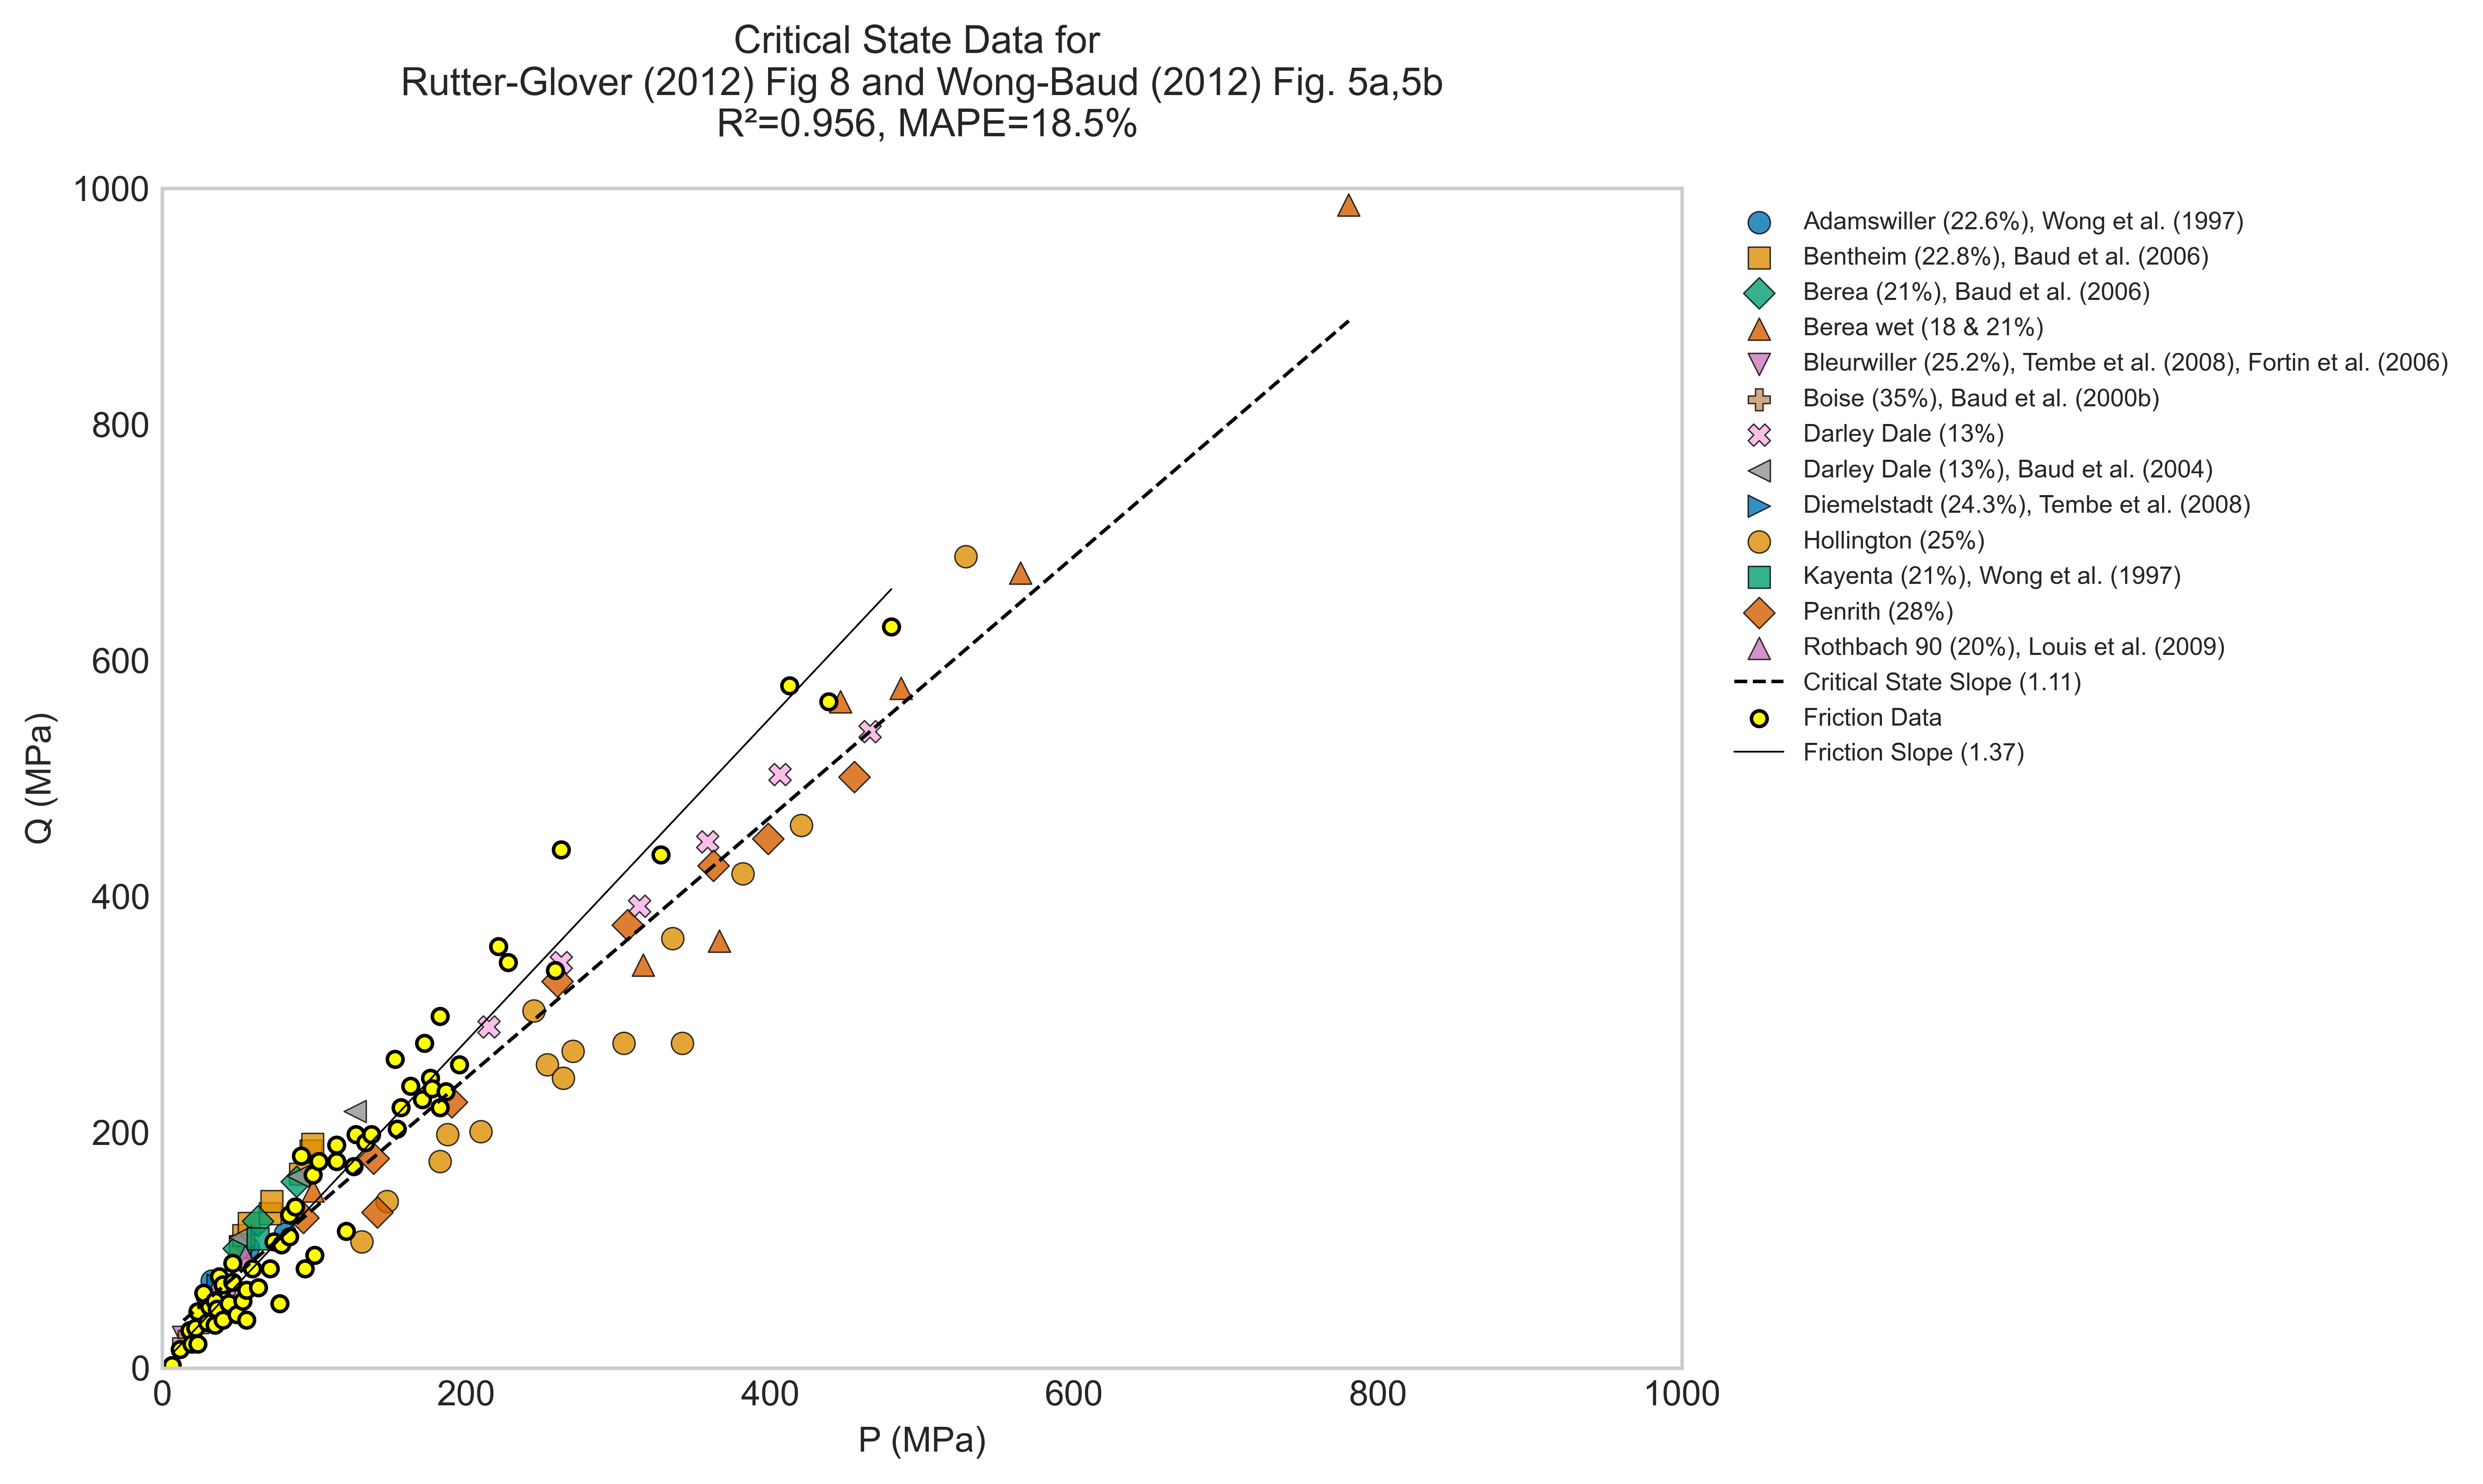 Critical State Data for
Rutter-Glover (2012) Fig 8 and Wong-Baud (2012) Fig. 5a,5b
R²=0.956, MAPE=18.5%
1000
800
600
400
200
0
Q (MPa)
0 200 400 600 800 1000
P (MPa)
Adamswiller (22.6%), Wong et al. (1997)
Bentheim (22.8%), Baud et al. (2006)
Berea (21%), Baud et al. (2006)
Berea wet (18 & 21%)
Bleurwiller (25.2%), Tembe et al. (2008), Fortin et al. (2006)
Boise (35%), Baud et al. (2000b)
Darley Dale (13%)
Darley Dale (13%), Baud et al. (2004)
Diemelstadt (24.3%), Tembe et al. (2008)
Hollington (25%)
Kayenta (21%), Wong et al. (1997)
Penrith (28%)
Rothbach 90 (20%), Louis et al. (2009)
Critical State Slope (1.11)
Friction Data
Friction Slope (1.37)